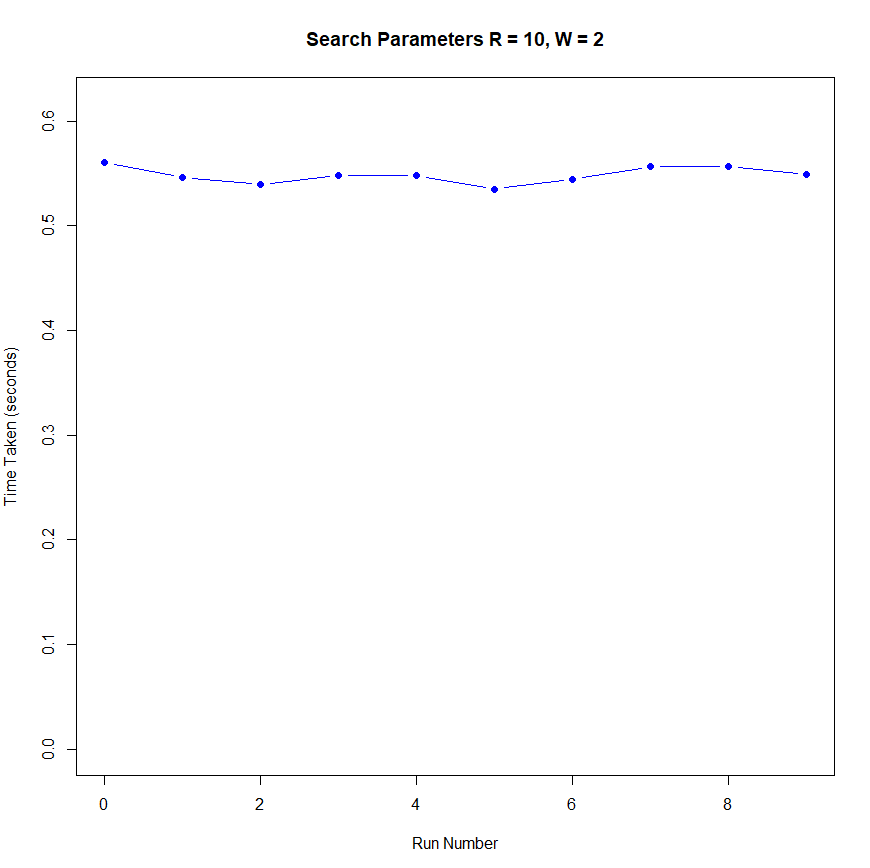 Search Parameters R = 10, W = 2
Time Taken (seconds)
0.6
0.5
0.4
0.3
0.2
0.1
0.0
0 2 4 6 8
Run Number